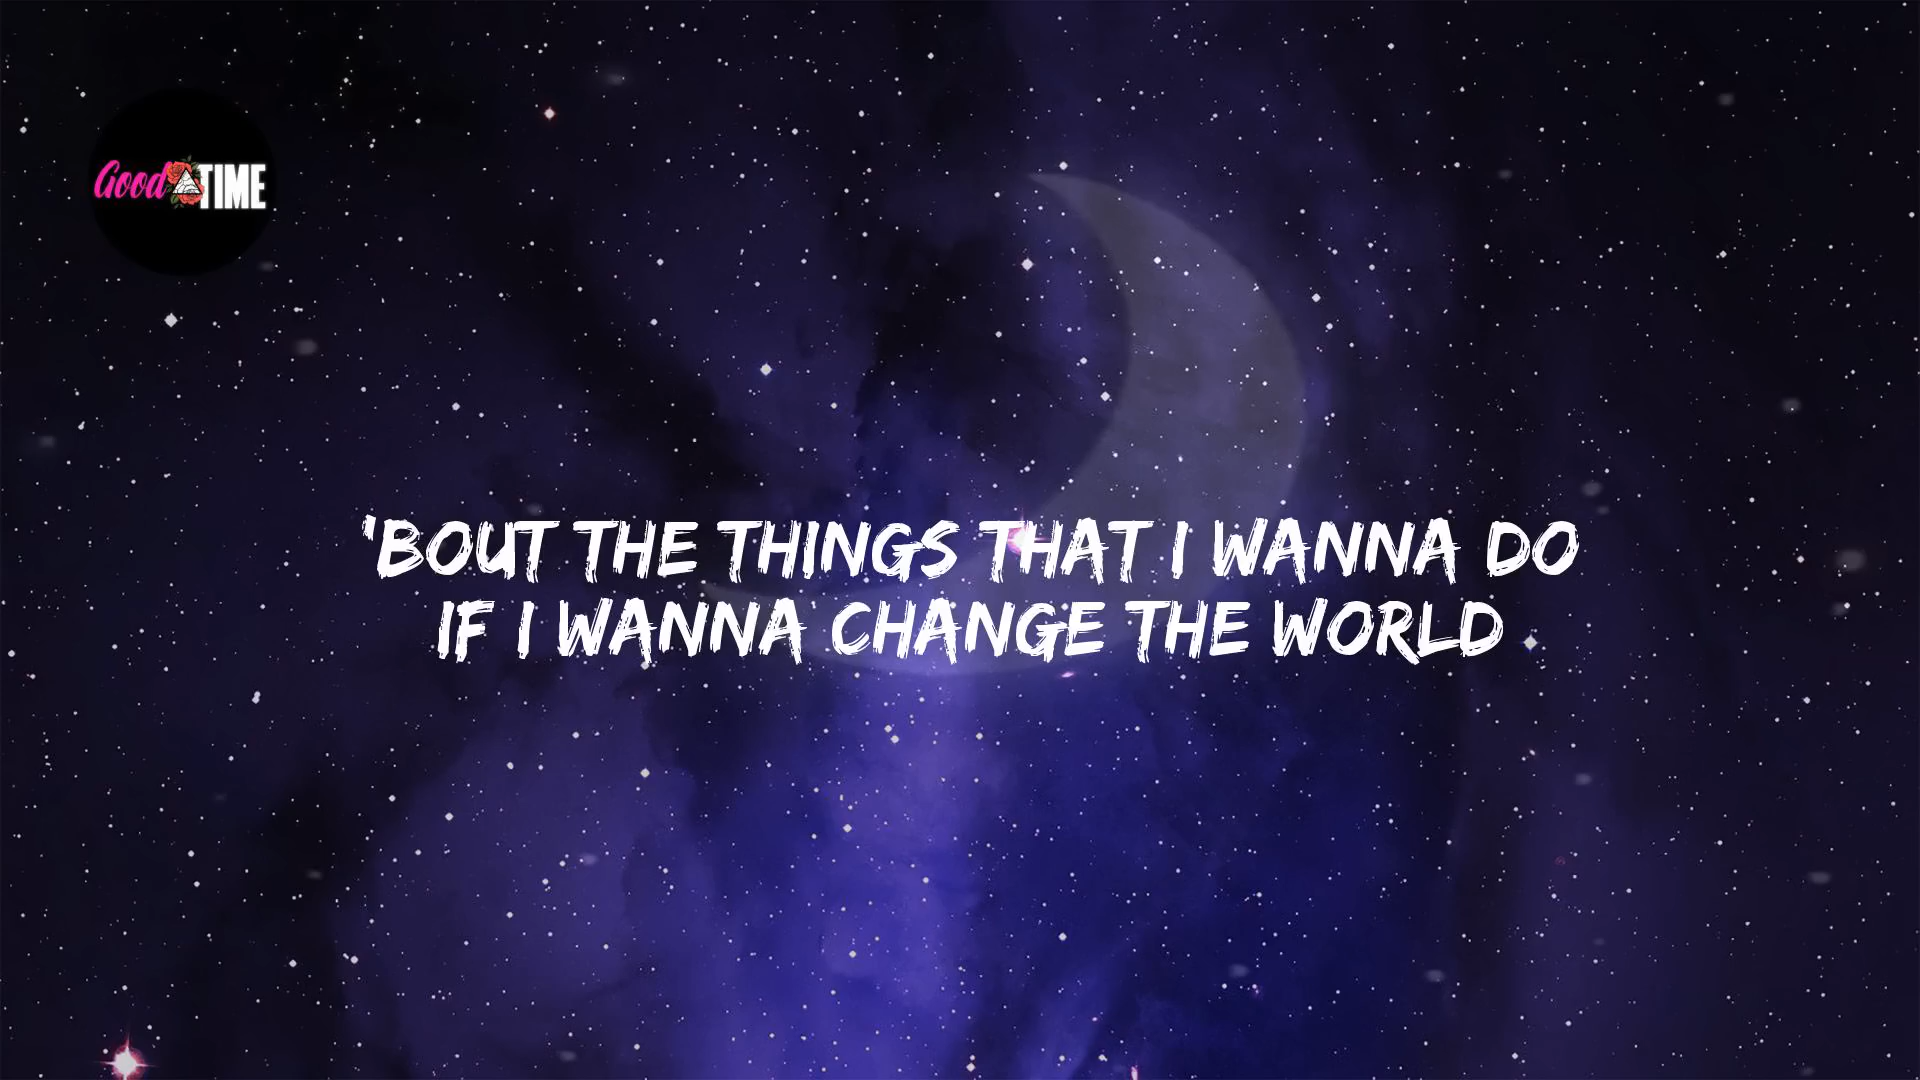 Good TIME
'BOUT THE THINGS THAT I WANNA DO
IF I WANNA CHANGE THE WORLD